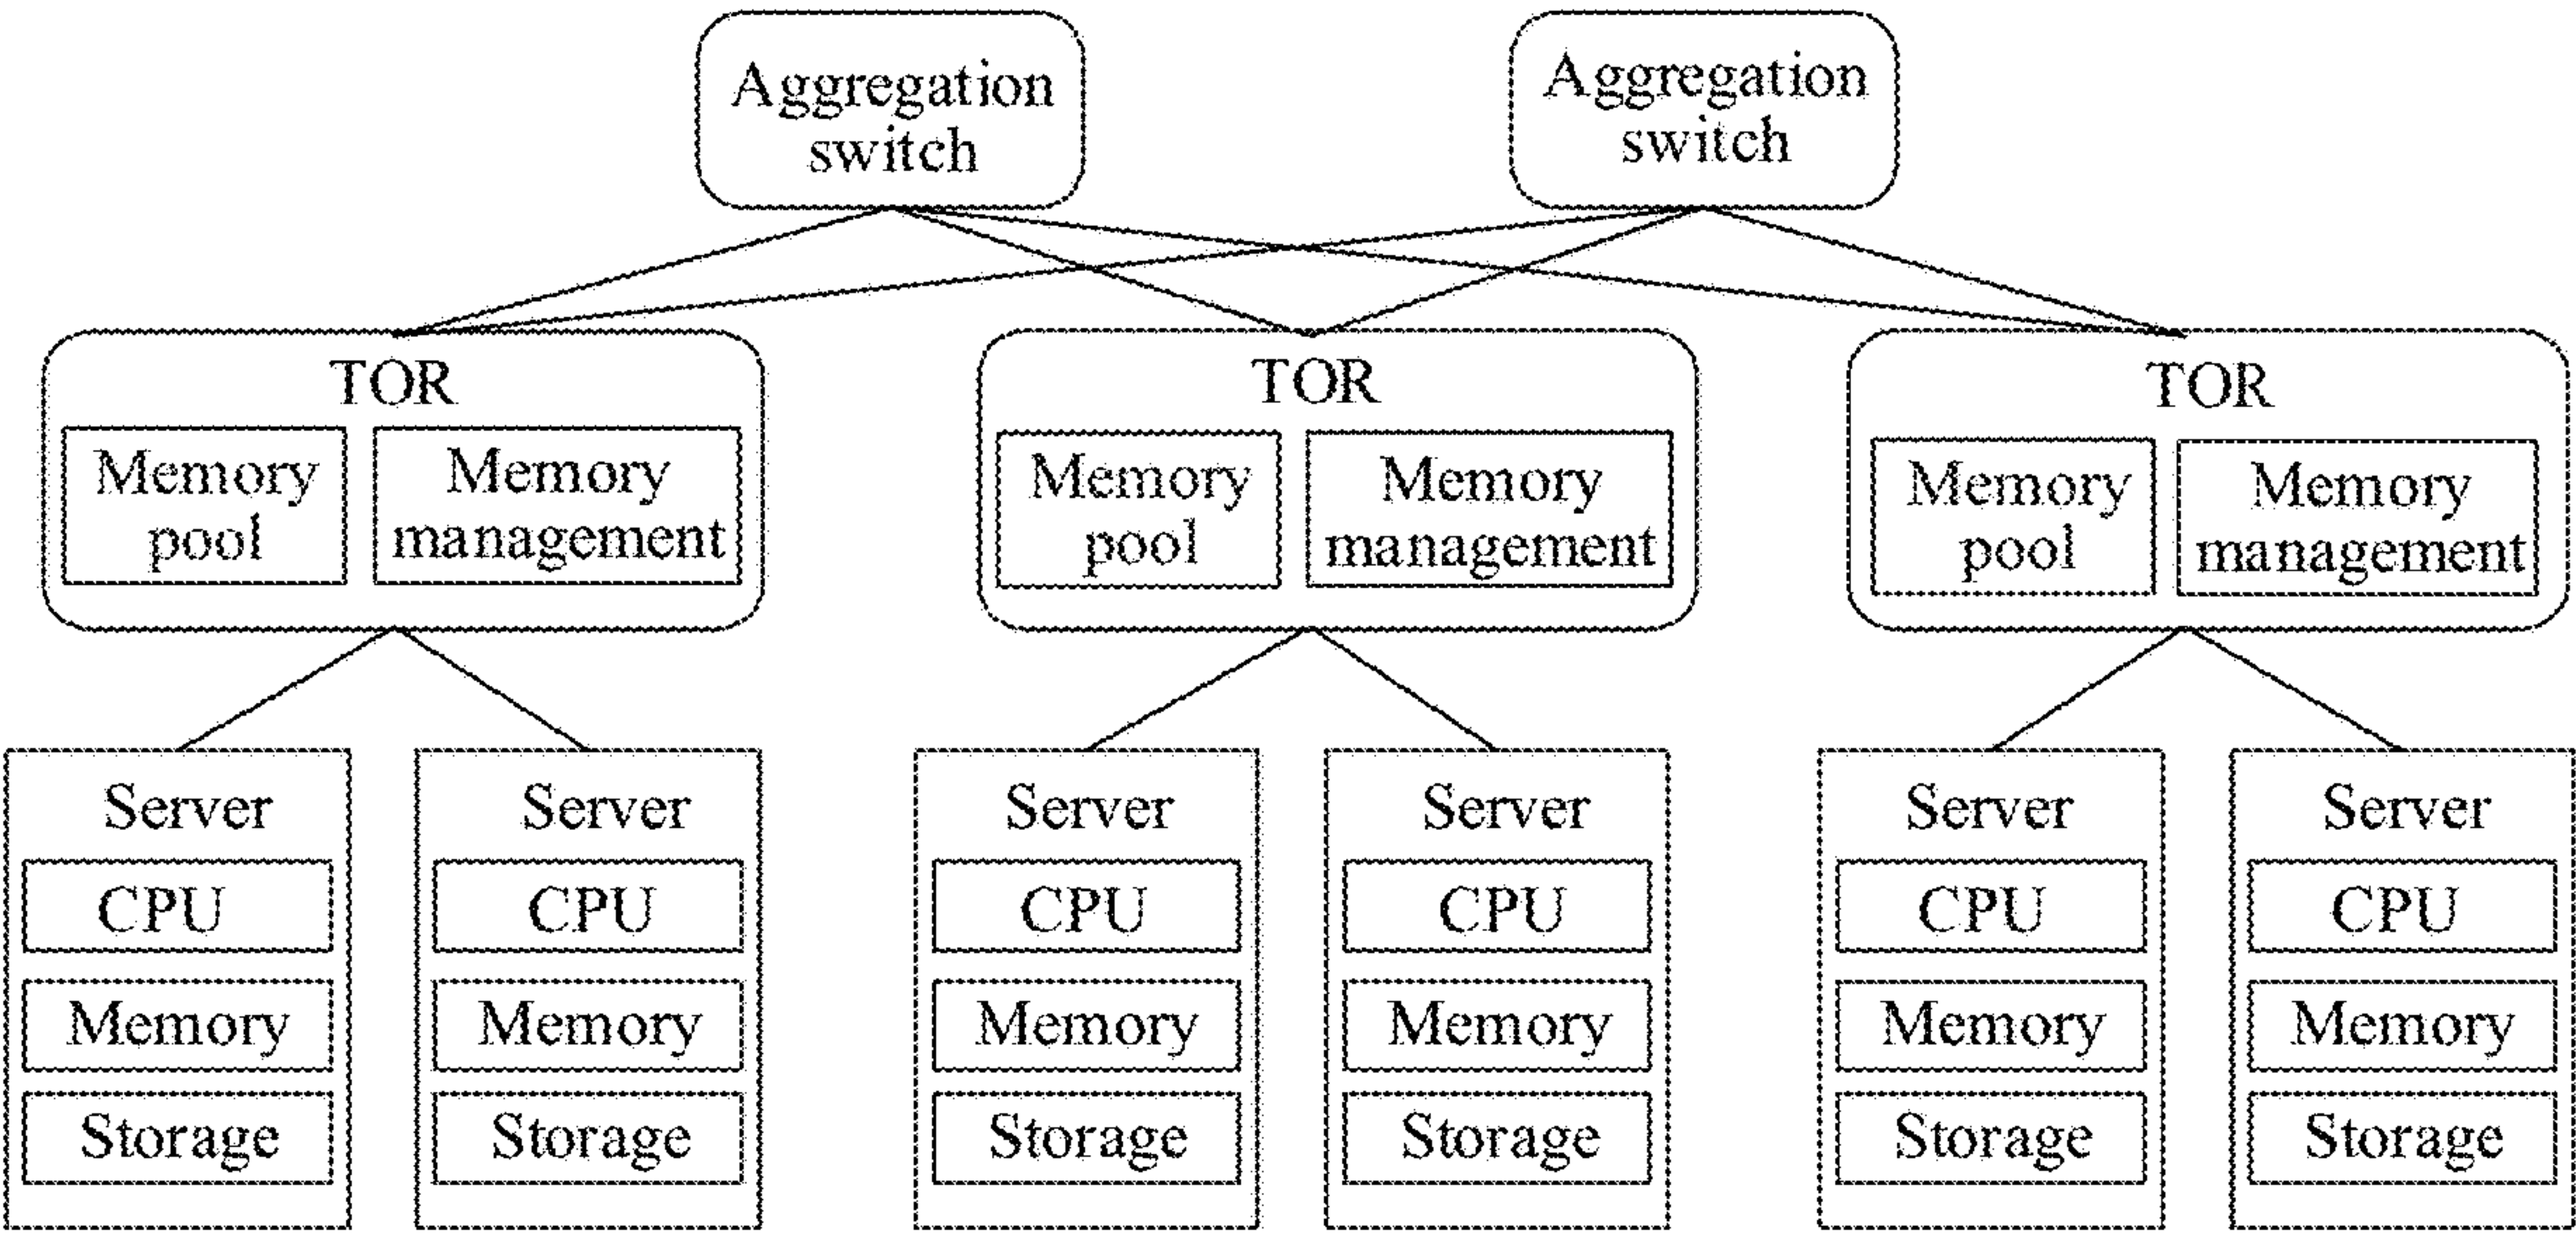 Aggregation
switch
Aggregation
switch
TOR
Memory
pool
Memory
management
TOR
Memory
pool
Memory
management
TOR
Memory
pool
Memory
management
Server
CPU
Memory
Storage
Server
CPU
Memory
Storage
Server
CPU
Memory
Storage
Server
CPU
Memory
Storage
Server
CPU
Memory
Storage
Server
CPU
Memory
Storage